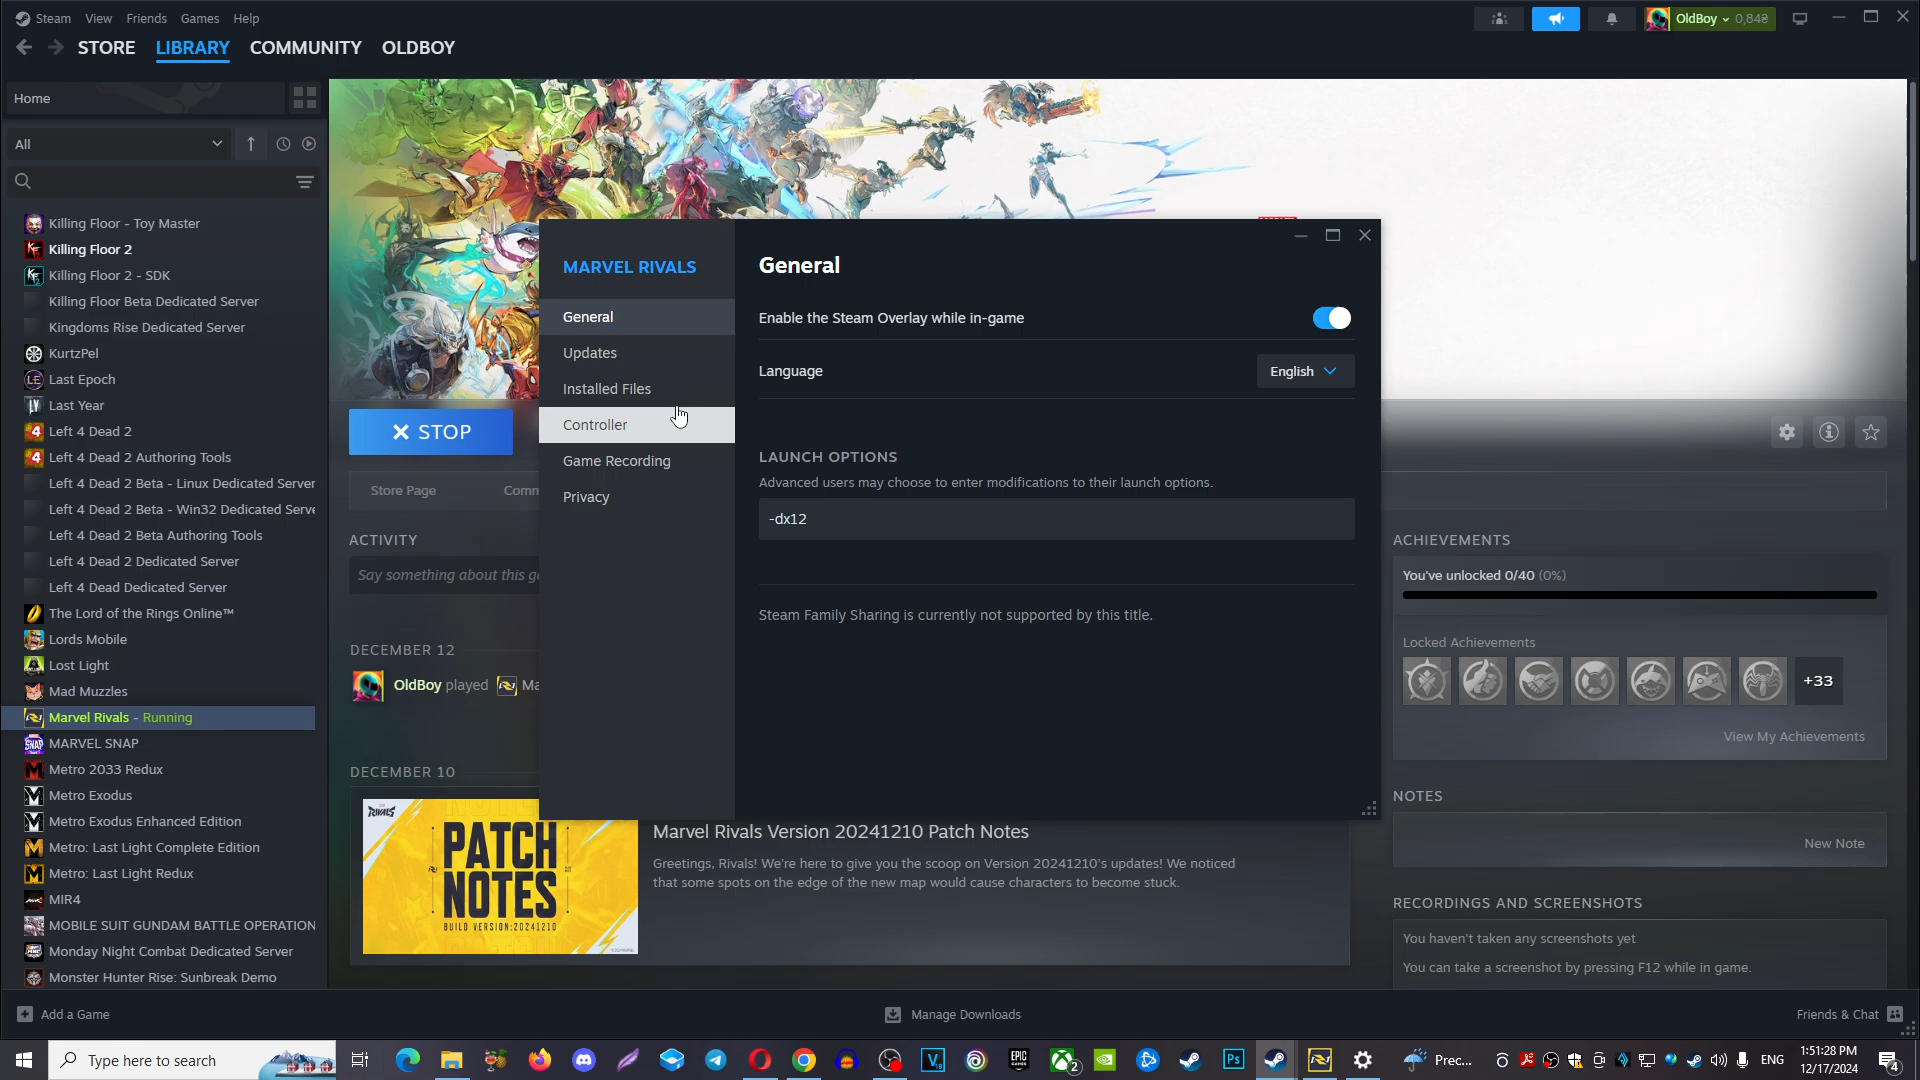 Steam View Friends Games Help
OldBoy 0,84₴
STORE LIBRARY COMMUNITY OLDBOY
Home
All
Killing Floor - Toy Master
Killing Floor 2
Killing Floor 2 - SDK
Killing Floor Beta Dedicated Server
Kingdoms Rise Dedicated Server
KurtzPel
Last Epoch
Last Year
Left 4 Dead 2
Left 4 Dead 2 Authoring Tools
Left 4 Dead 2 Beta - Linux Dedicated Server
Left 4 Dead 2 Beta - Win32 Dedicated Serve
Left 4 Dead 2 Beta Authoring Tools
Left 4 Dead 2 Dedicated Server
Left 4 Dead Dedicated Server
The Lord of the Rings Online™
Lords Mobile
Lost Light
Mad Muzzles
Marvel Rivals - Running
MARVEL SNAP
Metro 2033 Redux
Metro Exodus
Metro Exodus Enhanced Edition
Metro: Last Light Complete Edition
Metro: Last Light Redux
MIR4
MOBILE SUIT GUNDAM BATTLE OPERATION
Monday Night Combat Dedicated Server
Monster Hunter Rise: Sunbreak Demo
STOP
Store Page
Comm
ACTIVITY
Say something about this g
DECEMBER 12
OldBoy played Ma
DECEMBER 10
RIVALS
PATCH
NOTES
BUILD VERSION:20241210
Marvel Rivals Version 20241210 Patch Notes
Greetings, Rivals! We're here to give you the scoop on Version 20241210's updates! We noticed
that some spots on the edge of the new map would cause characters to become stuck.
MARVEL RIVALS
General
Updates
Installed Files
Controller
Game Recording
Privacy
General
Enable the Steam Overlay while in-game
Language
English
LAUNCH OPTIONS
Advanced users may choose to enter modifications to their launch options.
-dx12
Steam Family Sharing is currently not supported by this title.
ACHIEVEMENTS
You've unlocked 0/40 (0%)
Locked Achievements
+33
View My Achievements
NOTES
New Note
RECORDINGS AND SCREENSHOTS
You haven't taken any screenshots yet
You can take a screenshot by pressing F12 while in game.
Add a Game
Manage Downloads
Friends & Chat
Type here to search
EPIC GAMES
2
Ps
Prec...
ENG
1:51:28 PM
12/17/2024
4